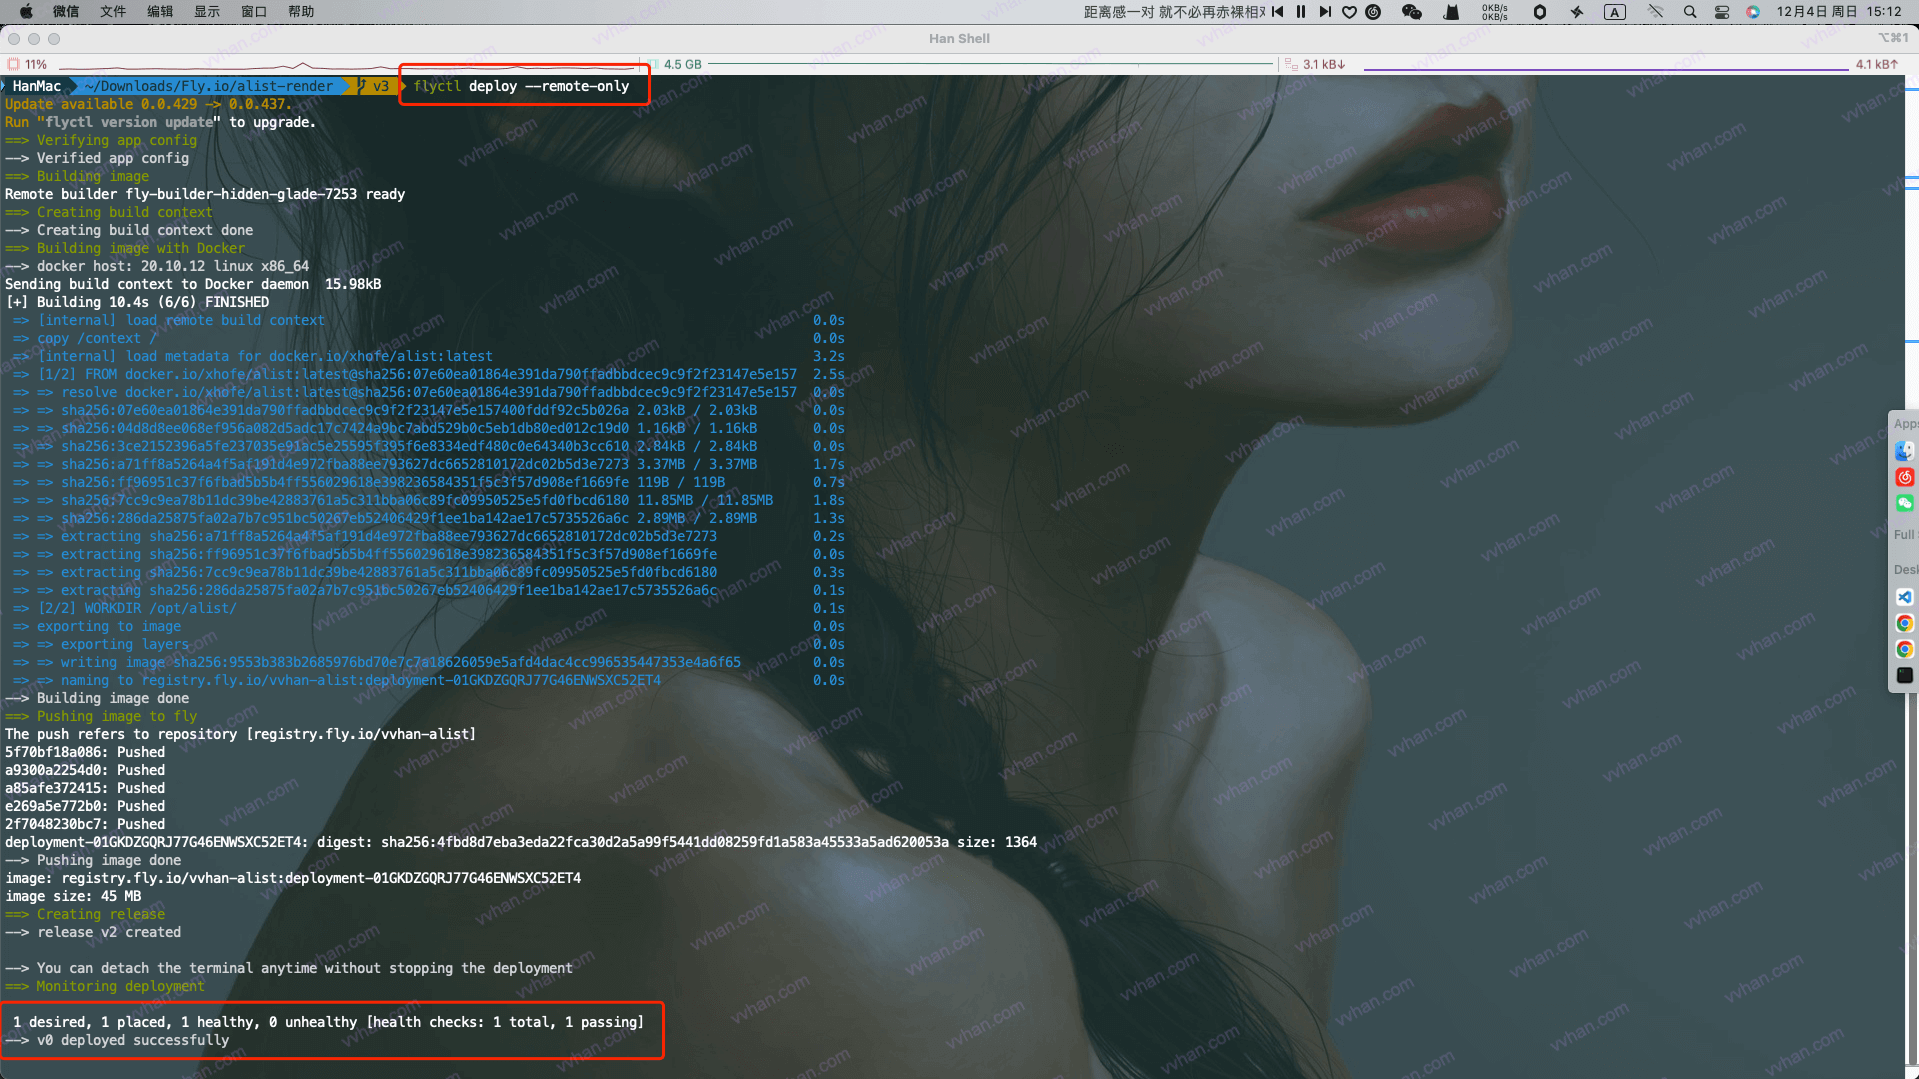 微信 文件 编辑 显示 窗口 帮助 距离感一对 就不必再赤裸相对 0KB/s 0KB/s A 12月4日 周日 15:12
Han Shell ⌥⌘1
11% 4.5 GB 3.1 kB↓ 4.1 kB↑
HanMac ~/Downloads/Fly.io/alist-render v3 flyctl deploy --remote-only
Update available 0.0.429 -> 0.0.437.
Run "flyctl version update" to upgrade.
==> Verifying app config
--> Verified app config
==> Building image
Remote builder fly-builder-hidden-glade-7253 ready
==> Creating build context
--> Creating build context done
==> Building image with Docker
--> docker host: 20.10.12 linux x86_64
Sending build context to Docker daemon 15.98kB
[+] Building 10.4s (6/6) FINISHED
=> [internal] load remote build context 0.0s
=> copy /context / 0.0s
=> [internal] load metadata for docker.io/xhofe/alist:latest 3.2s
=> [1/2] FROM docker.io/xhofe/alist:latest@sha256:07e60ea01864e391da790ffadbbdcec9c9f2f23147e5e157 2.5s
=> => resolve docker.io/xhofe/alist:latest@sha256:07e60ea01864e391da790ffadbbdcec9c9f2f23147e5e157 0.0s
=> => sha256:07e60ea01864e391da790ffadbbdcec9c9f2f23147e5e157400fddf92c5b026a 2.03kB / 2.03kB 0.0s
=> => sha256:04d8d8ee068ef956a082d5adc17c7424a9bc7abd529b0c5eb1db80ed012c19d0 1.16kB / 1.16kB 0.0s
=> => sha256:3ce2152396a5fe237035e91ac5e25595f395f6e8334edf480c0e64340b3cc610 2.84kB / 2.84kB 0.0s
=> => sha256:a71ff8a5264a4f5af191d4e972fba88ee793627dc6652810172dc02b5d3e7273 3.37MB / 3.37MB 1.7s
=> => sha256:ff96951c37f6fbad5b5b4ff556029618e398236584351f5c3f57d908ef1669fe 119B / 119B 0.7s
=> => sha256:7cc9c9ea78b11dc39be42883761a5c311bba06c89fc09950525e5fd0fbcd6180 11.85MB / 11.85MB 1.8s
=> => sha256:286da25875fa02a7b7c951bc50267eb52406429f1ee1ba142ae17c5735526a6c 2.89MB / 2.89MB 1.3s
=> => extracting sha256:a71ff8a5264a4f5af191d4e972fba88ee793627dc6652810172dc02b5d3e7273 0.2s
=> => extracting sha256:ff96951c37f6fbad5b5b4ff556029618e398236584351f5c3f57d908ef1669fe 0.0s
=> => extracting sha256:7cc9c9ea78b11dc39be42883761a5c311bba06c89fc09950525e5fd0fbcd6180 0.3s
=> => extracting sha256:286da25875fa02a7b7c951bc50267eb52406429f1ee1ba142ae17c5735526a6c 0.1s
=> [2/2] WORKDIR /opt/alist/ 0.1s
=> exporting to image 0.0s
=> => exporting layers 0.0s
=> => writing image sha256:9553b383b2685976bd70e7c7a18626059e5afd4dac4cc996535447353e4a6f65 0.0s
=> => naming to registry.fly.io/vvhan-alist:deployment-01GKDZGQRJ77G46ENWSXC52ET4 0.0s
--> Building image done
==> Pushing image to fly
The push refers to repository [registry.fly.io/vvhan-alist]
5f70bf18a086: Pushed
a9300a2254d0: Pushed
a85afe372415: Pushed
e269a5e772b0: Pushed
2f7048230bc7: Pushed
deployment-01GKDZGQRJ77G46ENWSXC52ET4: digest: sha256:4fbd8d7eba3eda22fca30d2a5a99f5441dd08259fd1a583a45533a5ad620053a size: 1364
--> Pushing image done
image: registry.fly.io/vvhan-alist:deployment-01GKDZGQRJ77G46ENWSXC52ET4
image size: 45 MB
==> Creating release
--> release v2 created
--> You can detach the terminal anytime without stopping the deployment
==> Monitoring deployment
1 desired, 1 placed, 1 healthy, 0 unhealthy [health checks: 1 total, 1 passing]
--> v0 deployed successfully
Apps
Full
Desk
vvhan.com